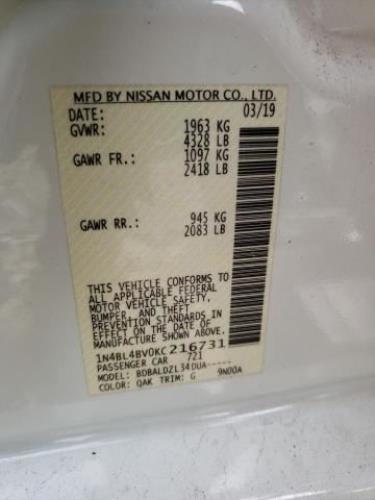 MFD BY NISSAN MOTOR CO., LTD.
DATE: 03/19
GVWR: 1963 KG
4328 LB
GAWR FR.: 1097 KG
2418 LB
GAWR RR.: 945 KG
2083 LB
THIS VEHICLE CONFORMS TO
ALL APPLICABLE FEDERAL
MOTOR VEHICLE SAFETY,
BUMPER, AND THEFT
PREVENTION STANDARDS IN
EFFECT ON THE DATE OF
MANUFACTURE SHOWN ABOVE.
1N4BL4BV0KC216731
PASSENGER CAR 721
MODEL: BDBALDZL34DUA-----
COLOR: QAK TRIM: G 9N00A